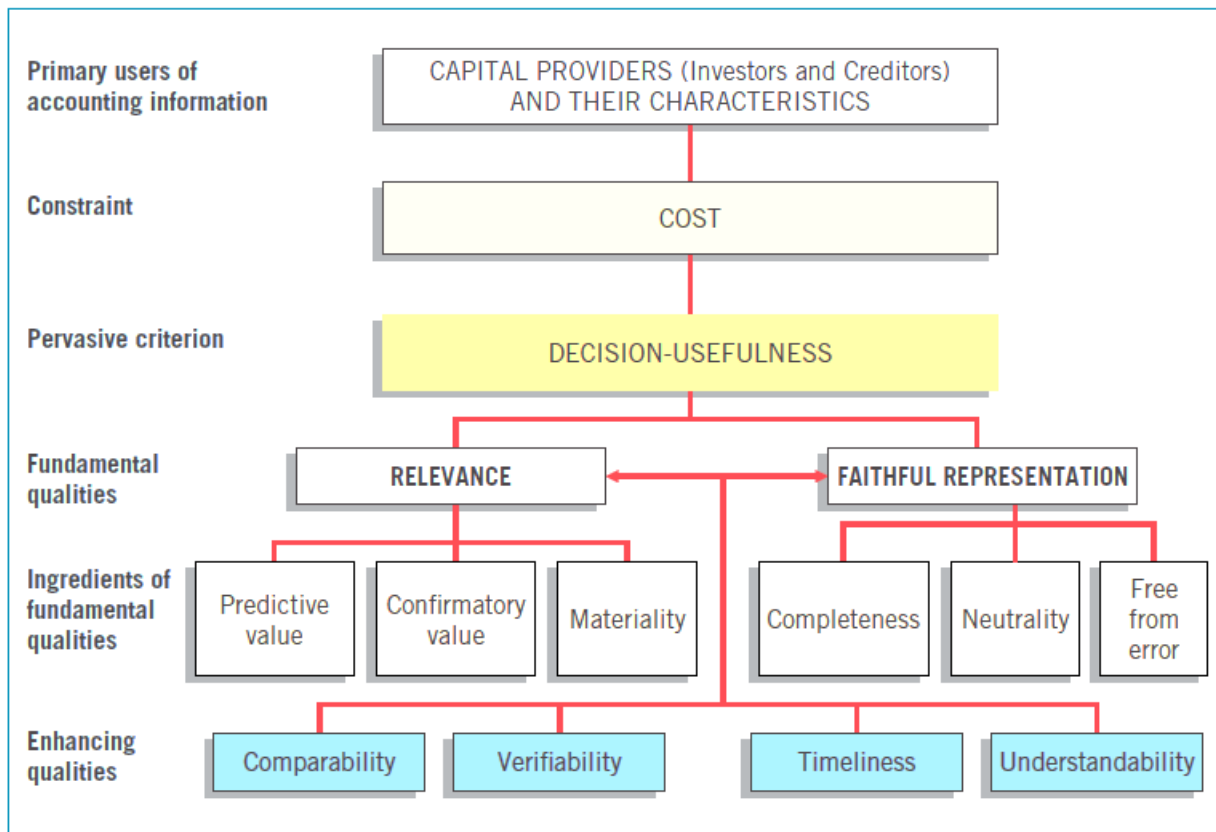 Primary users of
accounting information
CAPITAL PROVIDERS (Investors and Creditors)
AND THEIR CHARACTERISTICS
Constraint
COST
Pervasive criterion
DECISION-USEFULNESS
Fundamental
qualities
RELEVANCE
FAITHFUL REPRESENTATION
Ingredients of
fundamental
qualities
Predictive
value
Confirmatory
value
Materiality
Completeness
Neutrality
Free
from
error
Enhancing
qualities
Comparability
Verifiability
Timeliness
Understandability